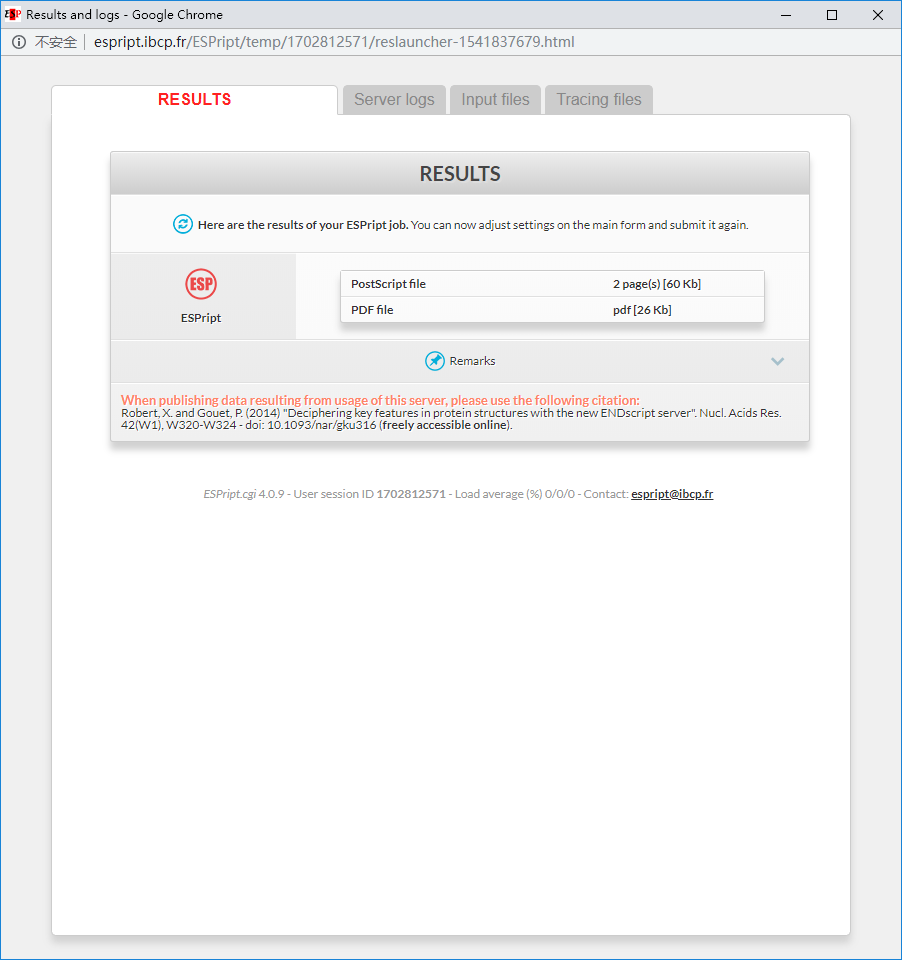 ESP Results and logs - Google Chrome
不安全 espript.ibcp.fr/ESPript/temp/1702812571/reslauncher-1541837679.html
RESULTS Server logs Input files Tracing files
RESULTS
Here are the results of your ESPript job. You can now adjust settings on the main form and submit it again.
ESP
ESPript
PostScript file 2 page(s) [60 Kb]
PDF file pdf [26 Kb]
Remarks
When publishing data resulting from usage of this server, please use the following citation:
Robert, X. and Gouet, P. (2014) "Deciphering key features in protein structures with the new ENDscript server". Nucl. Acids Res.
42(W1), W320-W324 - doi: 10.1093/nar/gku316 (freely accessible online).
ESPript.cgi 4.0.9 - User session ID 1702812571 - Load average (%) 0/0/0 - Contact: espript@ibcp.fr